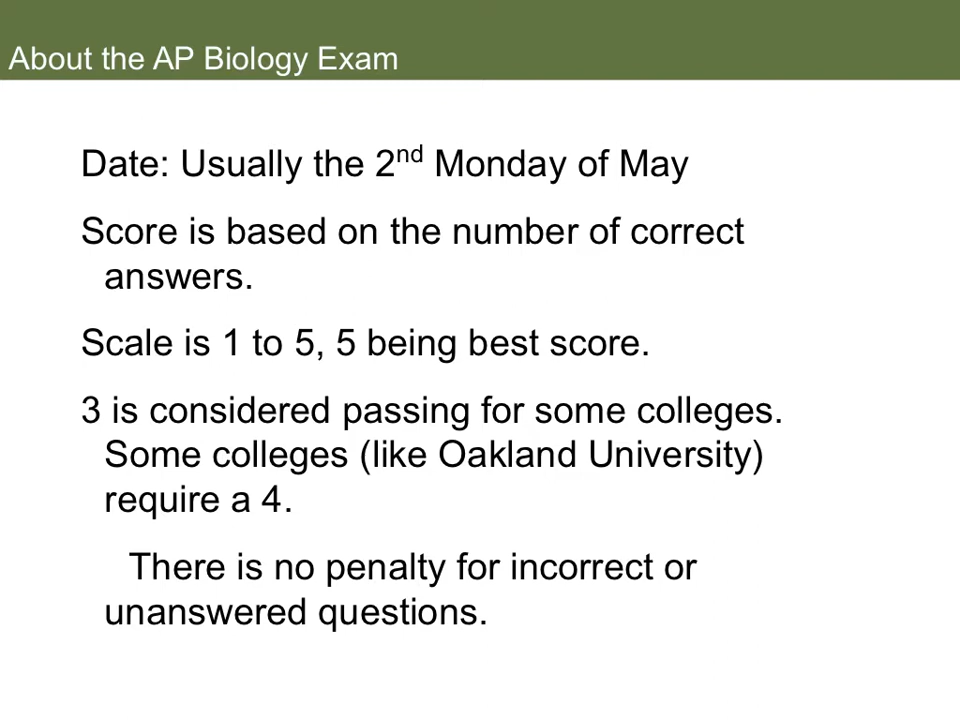 About the AP Biology Exam
Date: Usually the 2nd Monday of May
Score is based on the number of correct
answers.
Scale is 1 to 5, 5 being best score.
3 is considered passing for some colleges.
Some colleges (like Oakland University)
require a 4.
There is no penalty for incorrect or
unanswered questions.